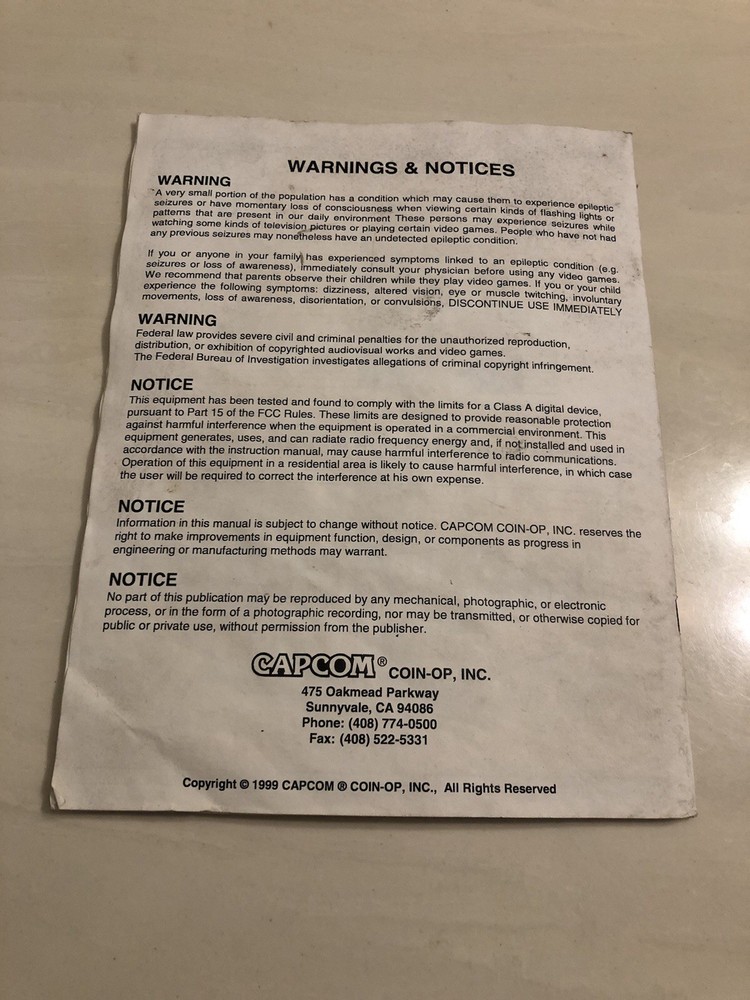 WARNINGS & NOTICES
WARNING
A very small portion of the population has a condition which may cause them to experience epileptic
seizures or have momentary loss of consciousness when viewing certain kinds of flashing lights or
patterns that are present in our daily environment These persons may experience seizures while
watching some kinds of television pictures or playing certain video games. People who have not had
any previous seizures may nonetheless have an undetected epileptic condition.
If you or anyone in your family has experienced symptoms linked to an epileptic condition (e.g.
seizures or loss of awareness), immediately consult your physician before using any video games.
We recommend that parents observe their children while they play video games. If you or your child
experience the following symptoms: dizziness, altered vision, eye or muscle twitching, involuntary
movements, loss of awareness, disorientation, or convulsions, DISCONTINUE USE IMMEDIATELY
WARNING
Federal law provides severe civil and criminal penalties for the unauthorized reproduction,
distribution, or exhibition of copyrighted audiovisual works and video games.
The Federal Bureau of Investigation investigates allegations of criminal copyright infringement.
NOTICE
This equipment has been tested and found to comply with the limits for a Class A digital device,
pursuant to Part 15 of the FCC Rules. These limits are designed to provide reasonable protection
against harmful interference when the equipment is operated in a commercial environment. This
equipment generates, uses, and can radiate radio frequency energy and, if not installed and used in
accordance with the instruction manual, may cause harmful interference to radio communications.
Operation of this equipment in a residential area is likely to cause harmful interference, in which case
the user will be required to correct the interference at his own expense.
NOTICE
Information in this manual is subject to change without notice. CAPCOM COIN-OP, INC. reserves the
right to make improvements in equipment function, design, or components as progress in
engineering or manufacturing methods may warrant.
NOTICE
No part of this publication may be reproduced by any mechanical, photographic, or electronic
process, or in the form of a photographic recording, nor may be transmitted, or otherwise copied for
public or private use, without permission from the publisher.
CAPCOM® COIN-OP, INC.
475 Oakmead Parkway
Sunnyvale, CA 94086
Phone: (408) 774-0500
Fax: (408) 522-5331
Copyright © 1999 CAPCOM ® COIN-OP, INC., All Rights Reserved